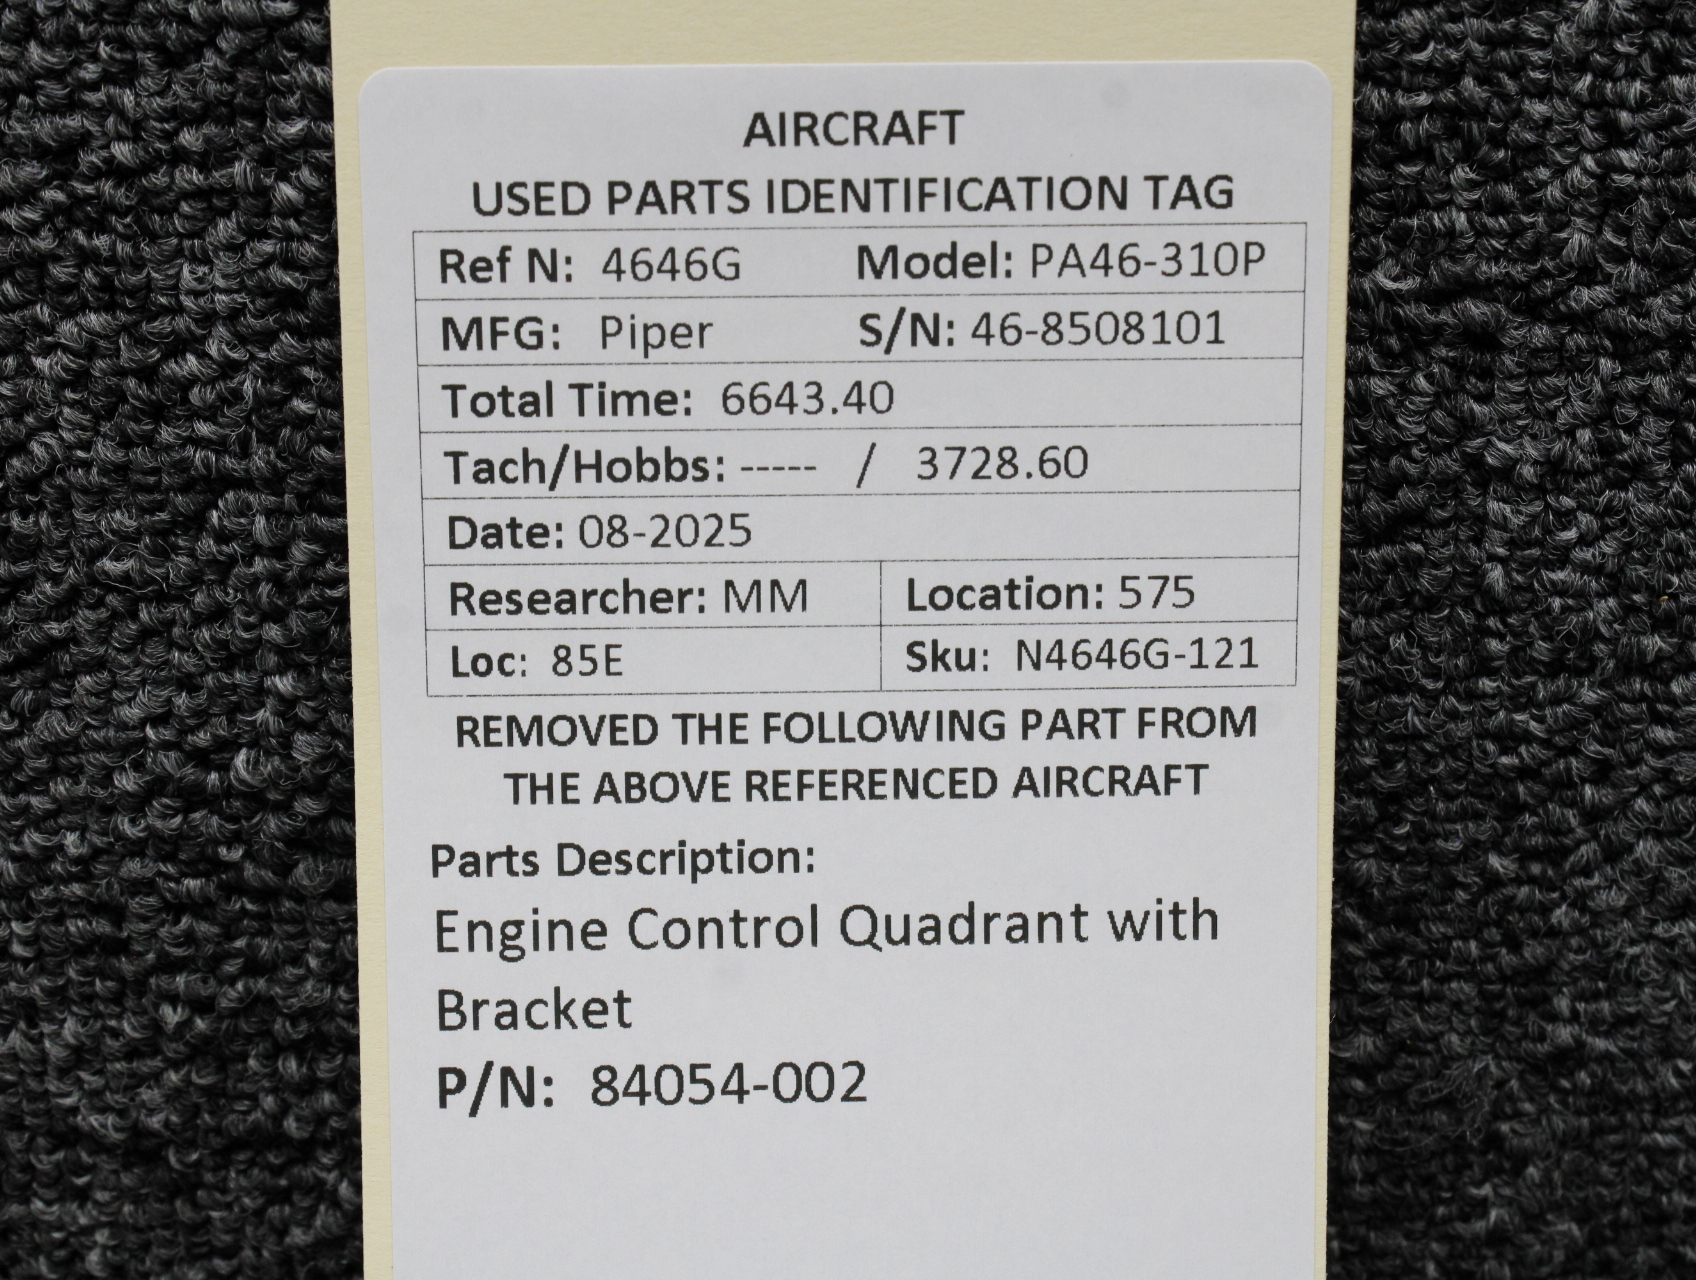 AIRCRAFT
USED PARTS IDENTIFICATION TAG
Ref N: 4646G Model: PA46-310P
MFG: Piper S/N: 46-8508101
Total Time: 6643.40
Tach/Hobbs: ----- / 3728.60
Date: 08-2025
Researcher: MM Location: 575
Loc: 85E Sku: N4646G-121
REMOVED THE FOLLOWING PART FROM
THE ABOVE REFERENCED AIRCRAFT
Parts Description:
Engine Control Quadrant with
Bracket
P/N: 84054-002